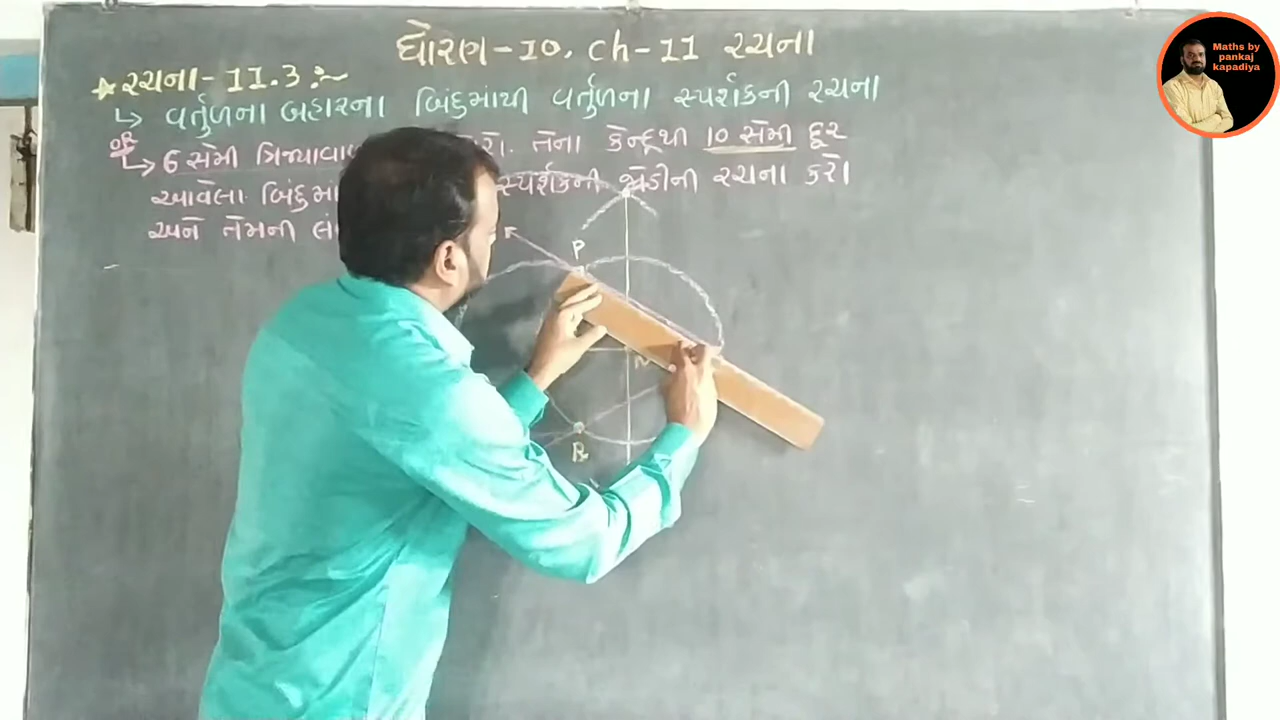 ધોરણ-10, ch-11 રચના
રચના-11.3:~
↳ વર્તુળના બહારના બિંદુમાંથી વર્તુળના સ્પર્શકની રચના
↳ 6 સેમી તેના કેન્દ્રથી 10 સેમી દૂર
આવેલા બિંદુ સ્પર્શકની જોડીની રચના કરો।
અને તેમની
P
R
Maths by
pankaj
kapadiya